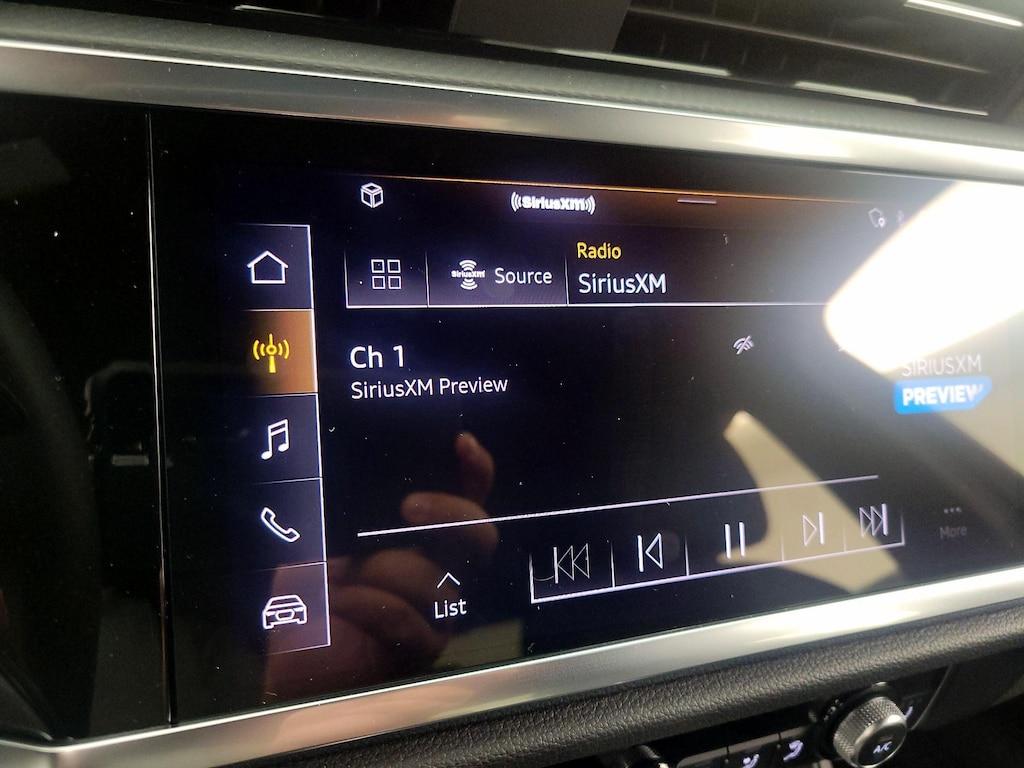 ((SiriusXM))
SiriusXM
Source
Radio
SiriusXM
Ch 1
SiriusXM Preview
SIRIUSXM
PREVIEW
List
More
A/C